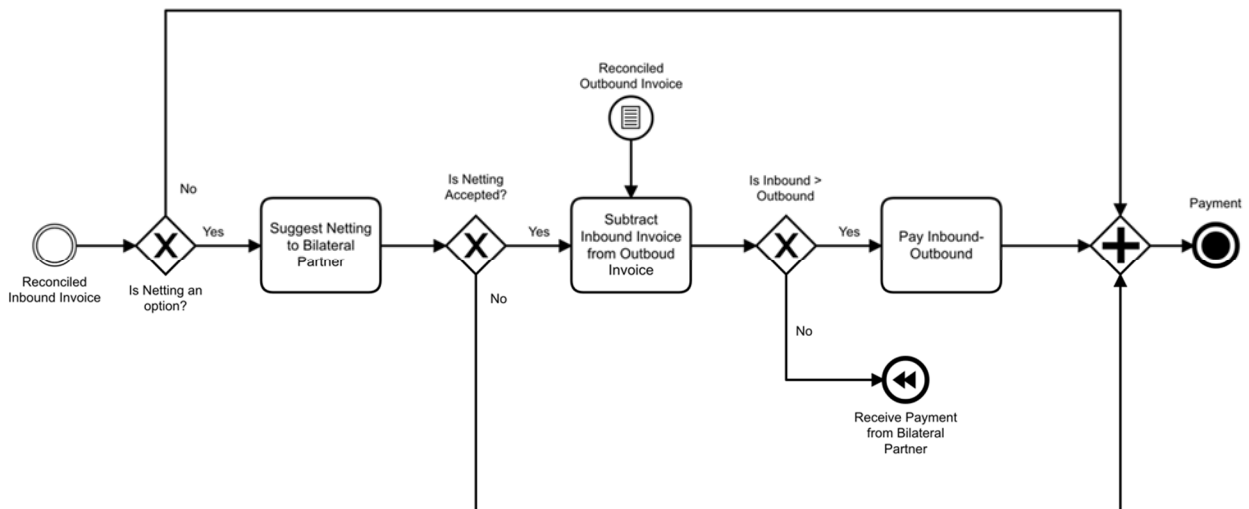 Reconciled
Outbound Invoice
No
Is Netting
Accepted?
Is Inbound >
Outbound
Payment
Yes
Suggest Netting
to Bilateral
Partner
Yes
Subtract
Inbound Invoice
from Outboud
Invoice
Yes
Pay Inbound-
Outbound
Reconciled
Inbound Invoice
Is Netting an
option?
No
No
Receive Payment
from Bilateral
Partner